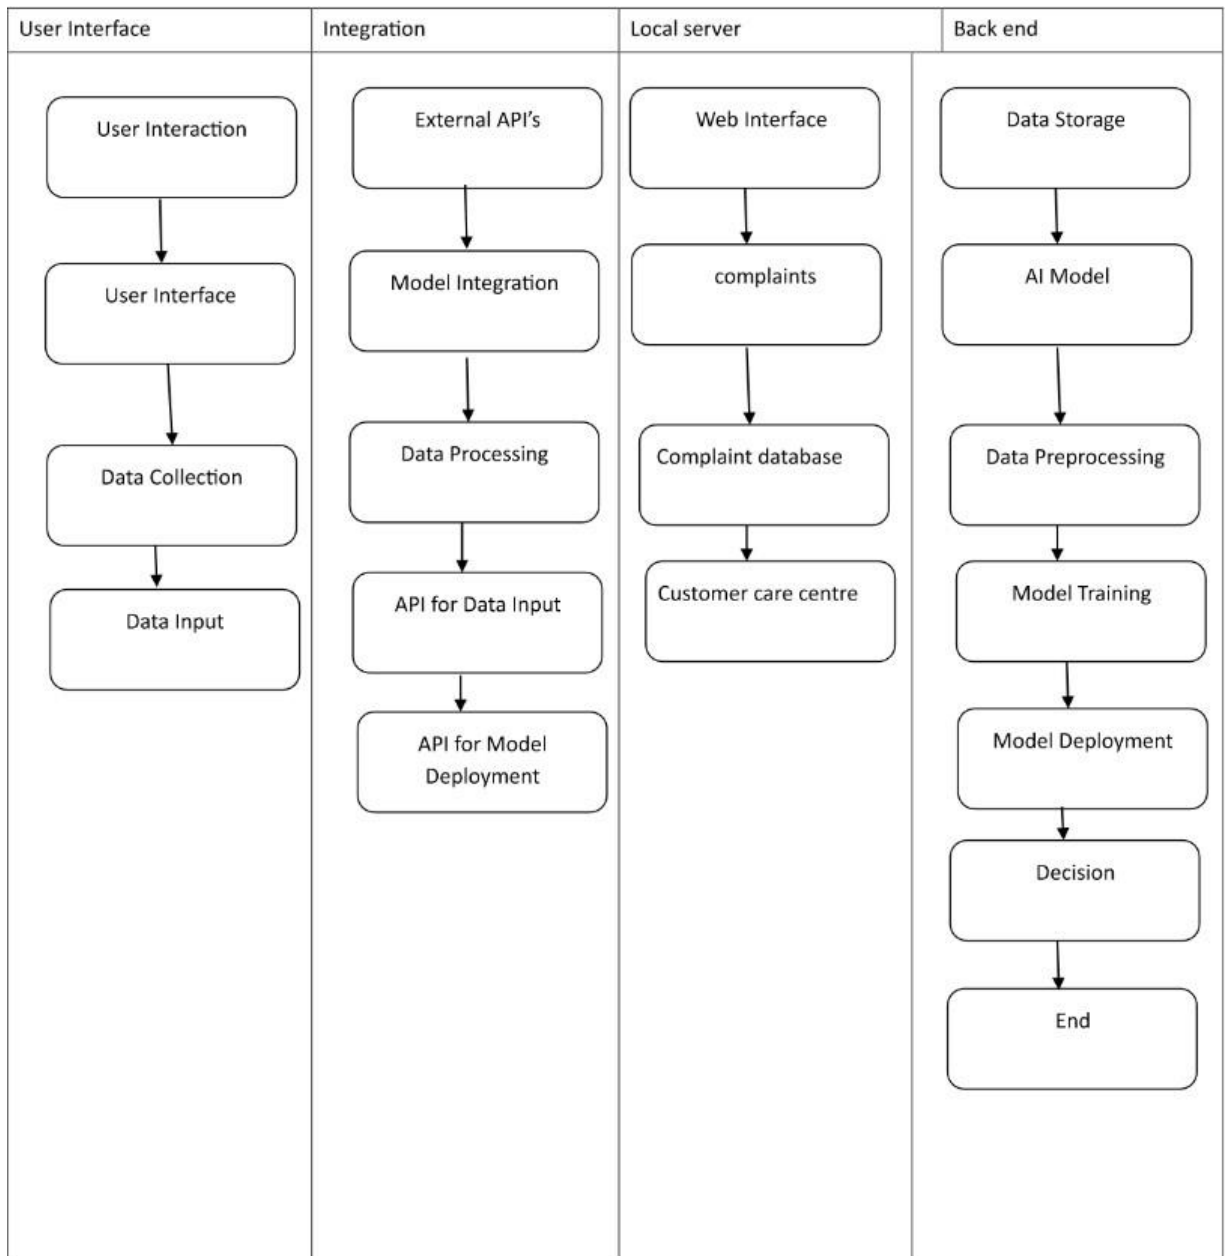 User Interface
Integration
Local server
Back end
User Interaction
User Interface
Data Collection
Data Input
External API’s
Model Integration
Data Processing
API for Data Input
API for Model
Deployment
Web Interface
complaints
Complaint database
Customer care centre
Data Storage
AI Model
Data Preprocessing
Model Training
Model Deployment
Decision
End